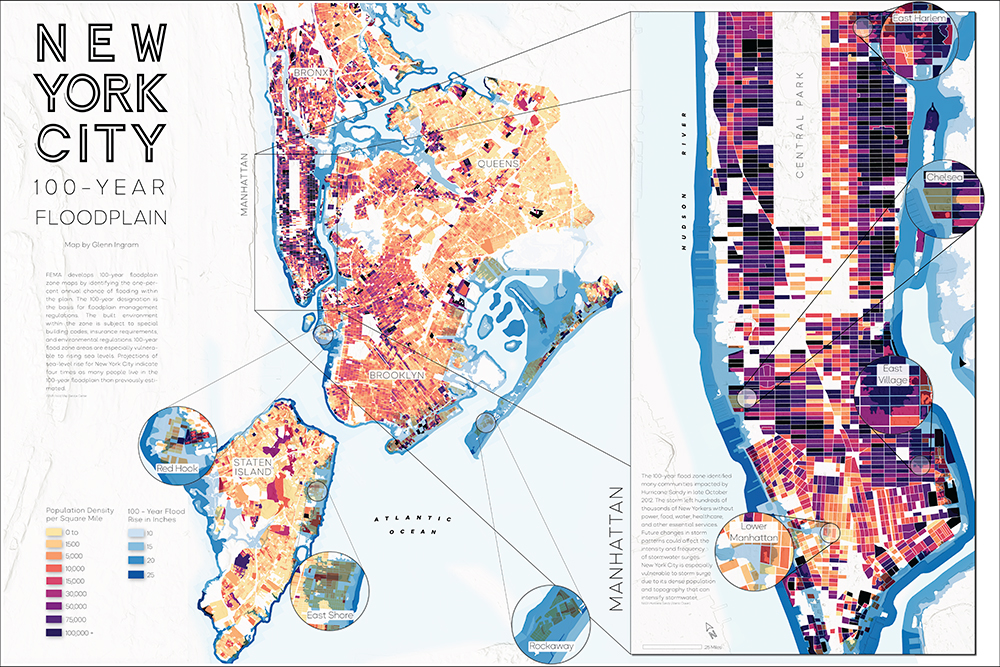 NEW
YORK
CITY
100-YEAR
FLOODPLAIN
Map by Glenn Ingram
FEMA develops 100-year floodplain
zone maps by identifying the one-per-
cent annual chance of flooding within
the plain. The 100-year designation is
the basis for floodplain management
regulations. The built environment
within the zone is subject to special
building codes, insurance requirements,
and environmental regulations. 100-year
flood zone areas are especially vulnera-
ble to rising sea levels. Projections of
sea-level rise for New York City indicate
four times as many people live in the
100-year floodplain than previously esti-
mated.
BRONX
MANHATTAN
QUEENS
BROOKLYN
STATEN
ISLAND
Red Hook
East Shore
Rockaway
ATLANTIC
OCEAN
Population Density
per Square Mile
0 to
1500
5,000
10,000
15,000
30,000
50,000
75,000
100,000 +
100 - Year Flood
Rise in Inches
10
15
20
25
MANHATTAN
HUDSON RIVER
CENTRAL PARK
East Harlem
Chelsea
East
Village
Lower
Manhattan
The 100-year flood zone identified
many communities impacted by
Hurricane Sandy in late October
2012. The storm left hundreds of
thousands of New Yorkers without
power, food, water, healthcare,
and other essential services.
Future changes in storm
patterns could affect the
intensity and frequency
of stormwater surges.
New York City is especially
vulnerable to storm surge
due to its dense population
and topography that can
intensify stormwater.
N
.25 Miles